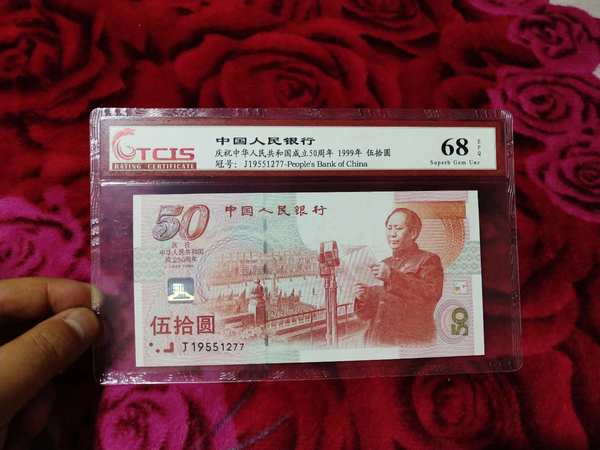 TCIS
RATING CERTIFICATE
中国人民银行
庆祝中华人民共和国成立50周年 1999年 伍拾圆
冠号：J19551277-People's Bank of China
68
EPQ
Superb Gem Unc
50
中国人民银行
庆祝
中华人民共和国
成立50周年
伍拾圆
J19551277
50